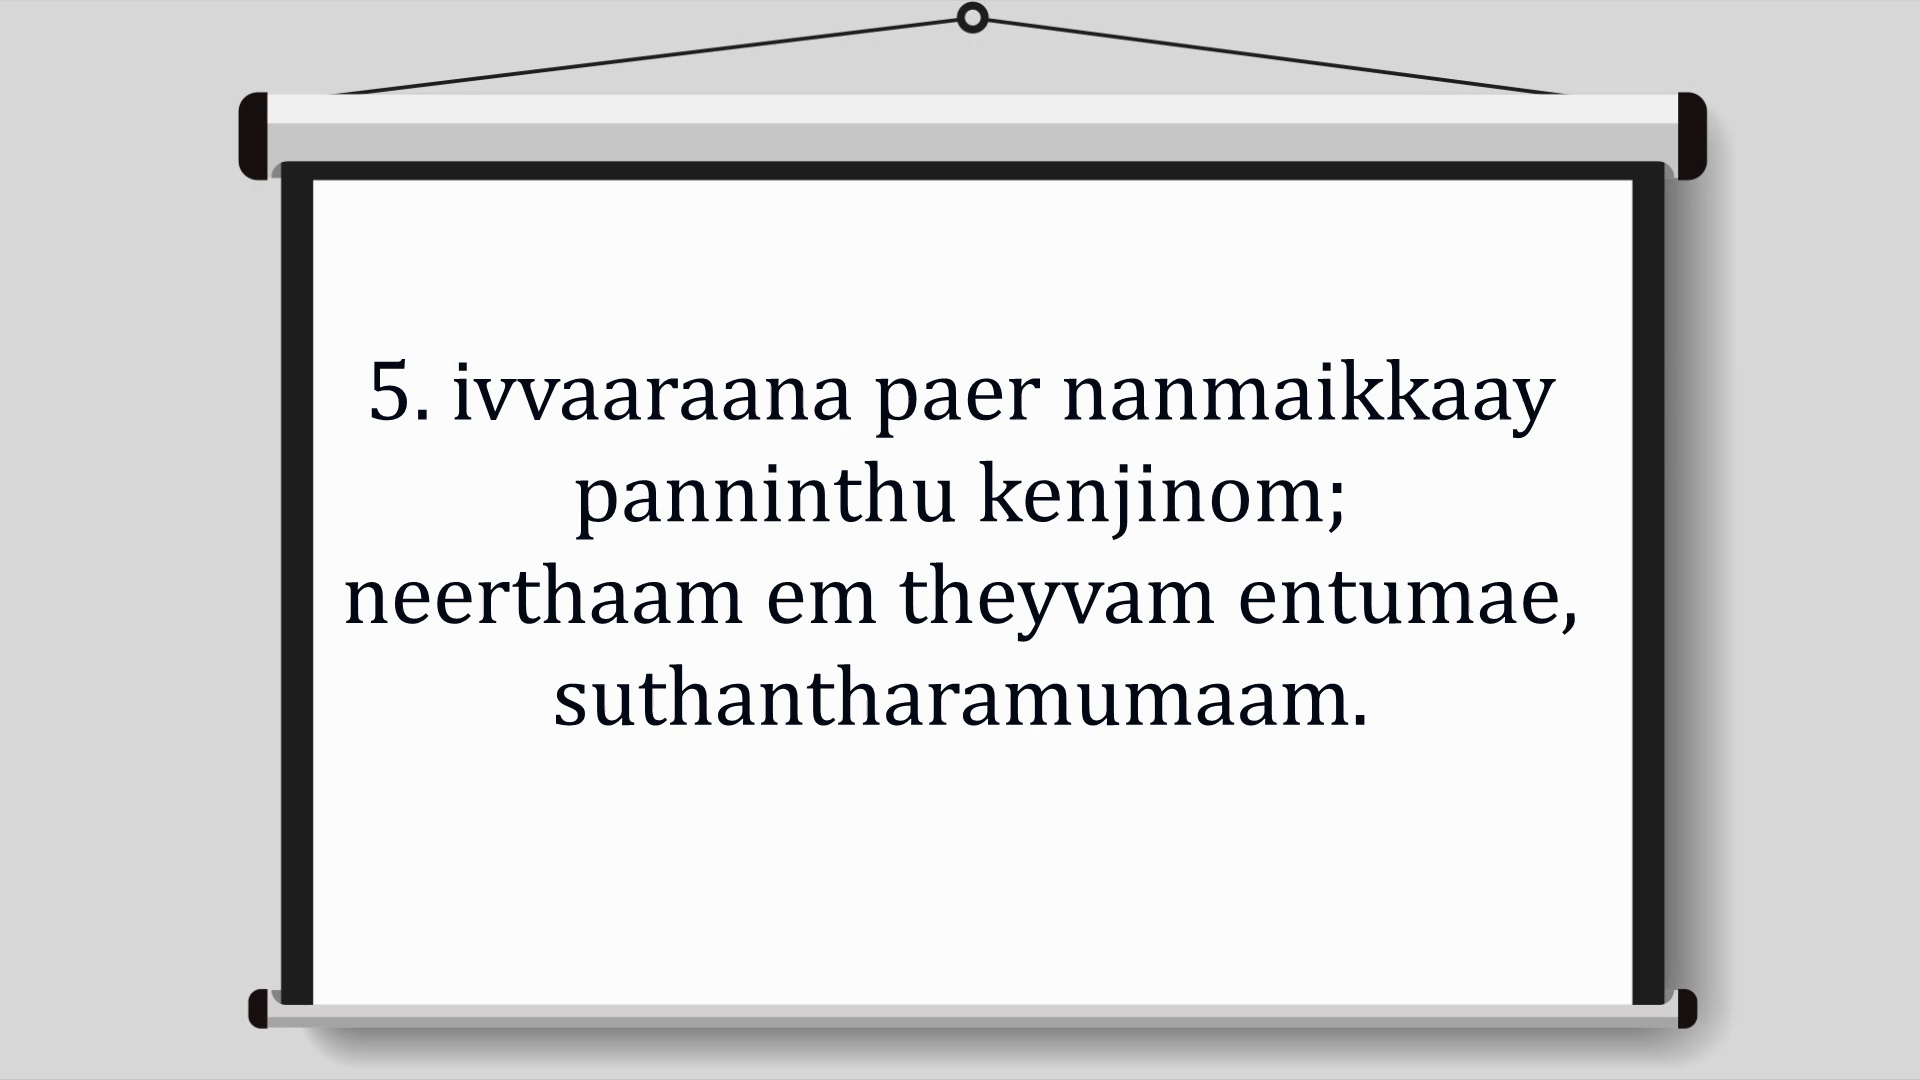 5. ivvaaraana paer nanmaikkaay
panninthu kenjinom;
neerthaam em theyvam entumae,
suthantharamumaam.